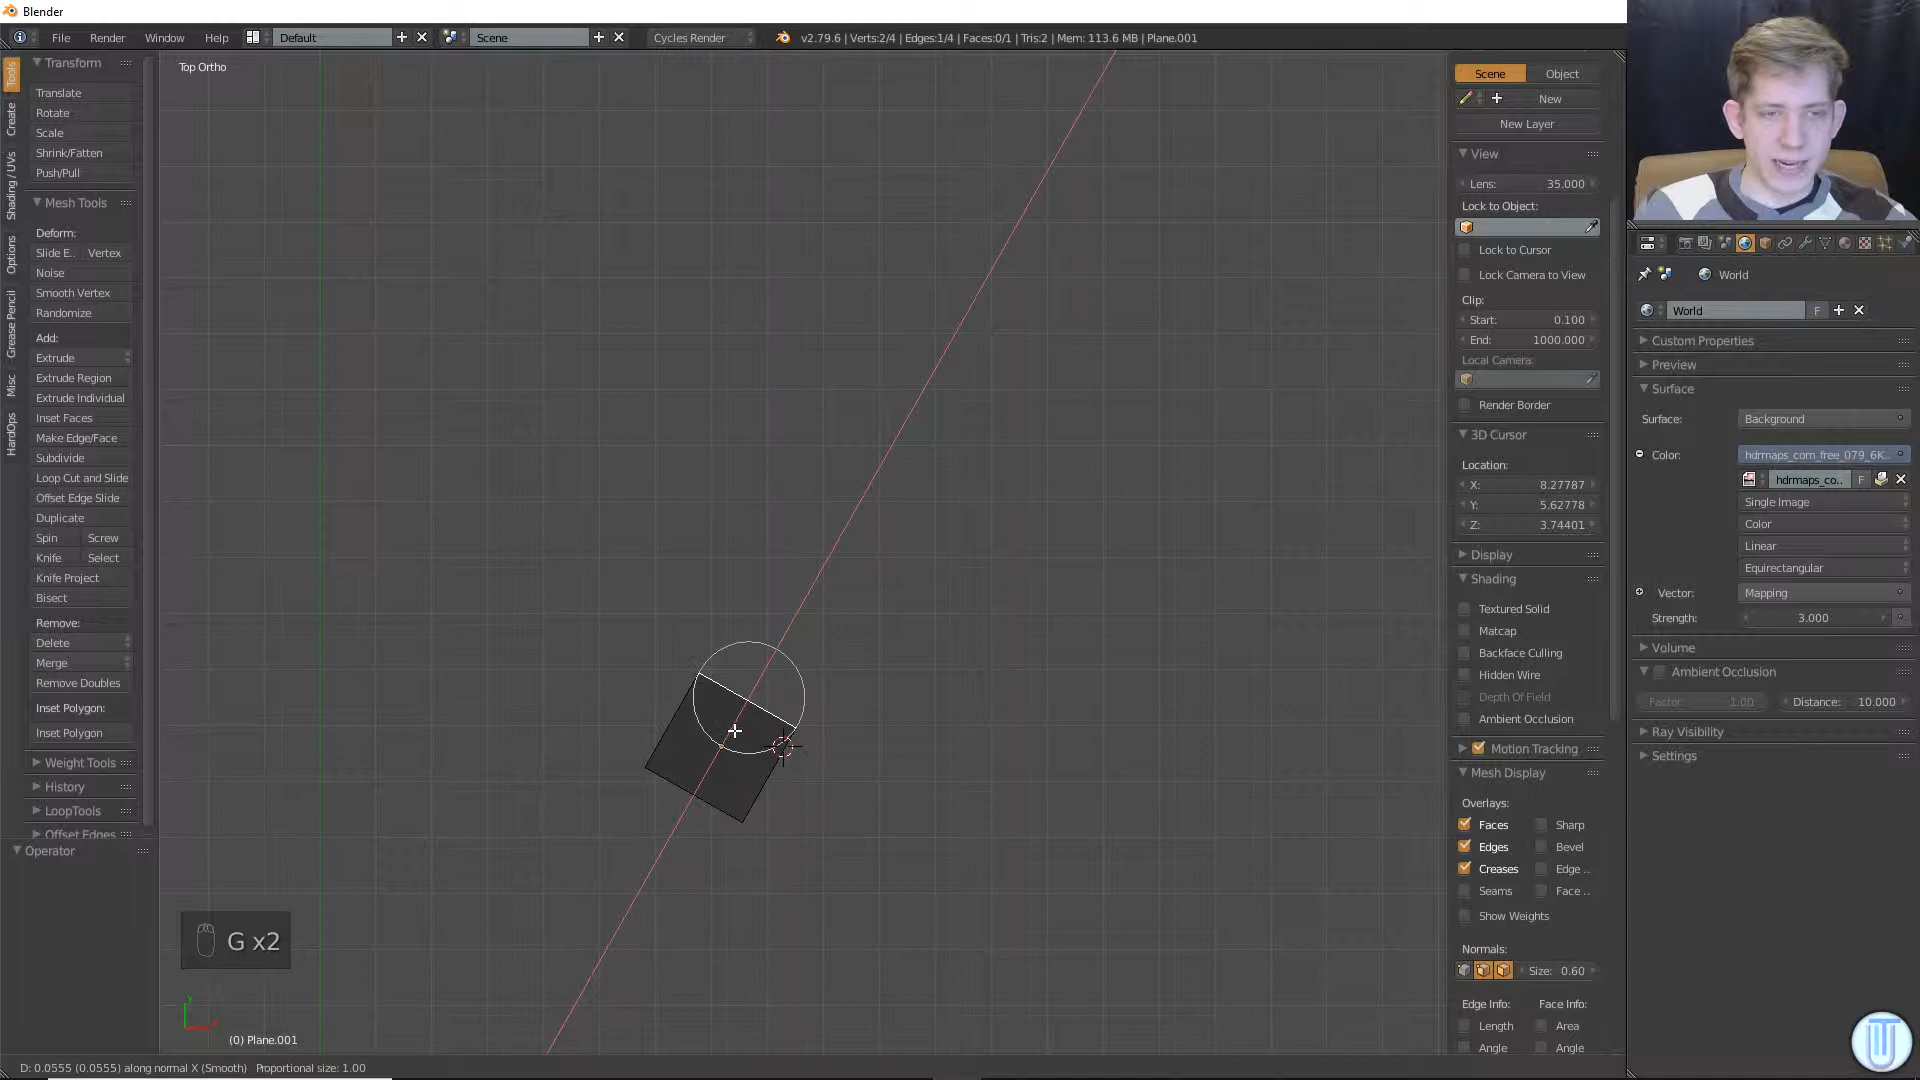 Blender
File
Render
Window
Help
Default
Scene
Cycles Render
v2.79.6 | Verts:2/4 | Edges:1/4 | Faces:0/1 | Tris:2 | Mem: 113.6 MB | Plane.001
Tools
Create
Shading / UVs
Options
Grease Pencil
Misc
HardOps
Transform
Translate
Rotate
Scale
Shrink/Fatten
Push/Pull
Mesh Tools
Deform:
Slide E.. Vertex
Noise
Smooth Vertex
Randomize
Add:
Extrude
Extrude Region
Extrude Individual
Inset Faces
Make Edge/Face
Subdivide
Loop Cut and Slide
Offset Edge Slide
Duplicate
Spin Screw
Knife Select
Knife Project
Bisect
Remove:
Delete
Merge
Remove Doubles
Inset Polygon:
Inset Polygon
Weight Tools
History
LoopTools
Offset Edges
Operator
Top Ortho
G x2
(0) Plane.001
D: 0.0555 (0.0555) along normal X (Smooth) Proportional size: 1.00
Scene Object
New
New Layer
View
Lens: 35.000
Lock to Object:
Lock to Cursor
Lock Camera to View
Clip:
Start: 0.100
End: 1000.000
Local Camera:
Render Border
3D Cursor
Location:
X: 8.27787
Y: 5.62778
Z: 3.74401
Display
Shading
Textured Solid
Matcap
Backface Culling
Hidden Wire
Depth Of Field
Ambient Occlusion
Motion Tracking
Mesh Display
Overlays:
Faces Sharp
Edges Bevel
Creases Edge ..
Seams Face ..
Show Weights
Normals:
Size: 0.60
Edge Info: Face Info:
Length Area
Angle Angle
World
World
F
Custom Properties
Preview
Surface
Surface: Background
Color: hdrmaps_com_free_079_6K..
hdrmaps_co.. F
Single Image
Color
Linear
Equirectangular
Vector: Mapping
Strength: 3.000
Volume
Ambient Occlusion
Factor: 1.00 Distance: 10.000
Ray Visibility
Settings